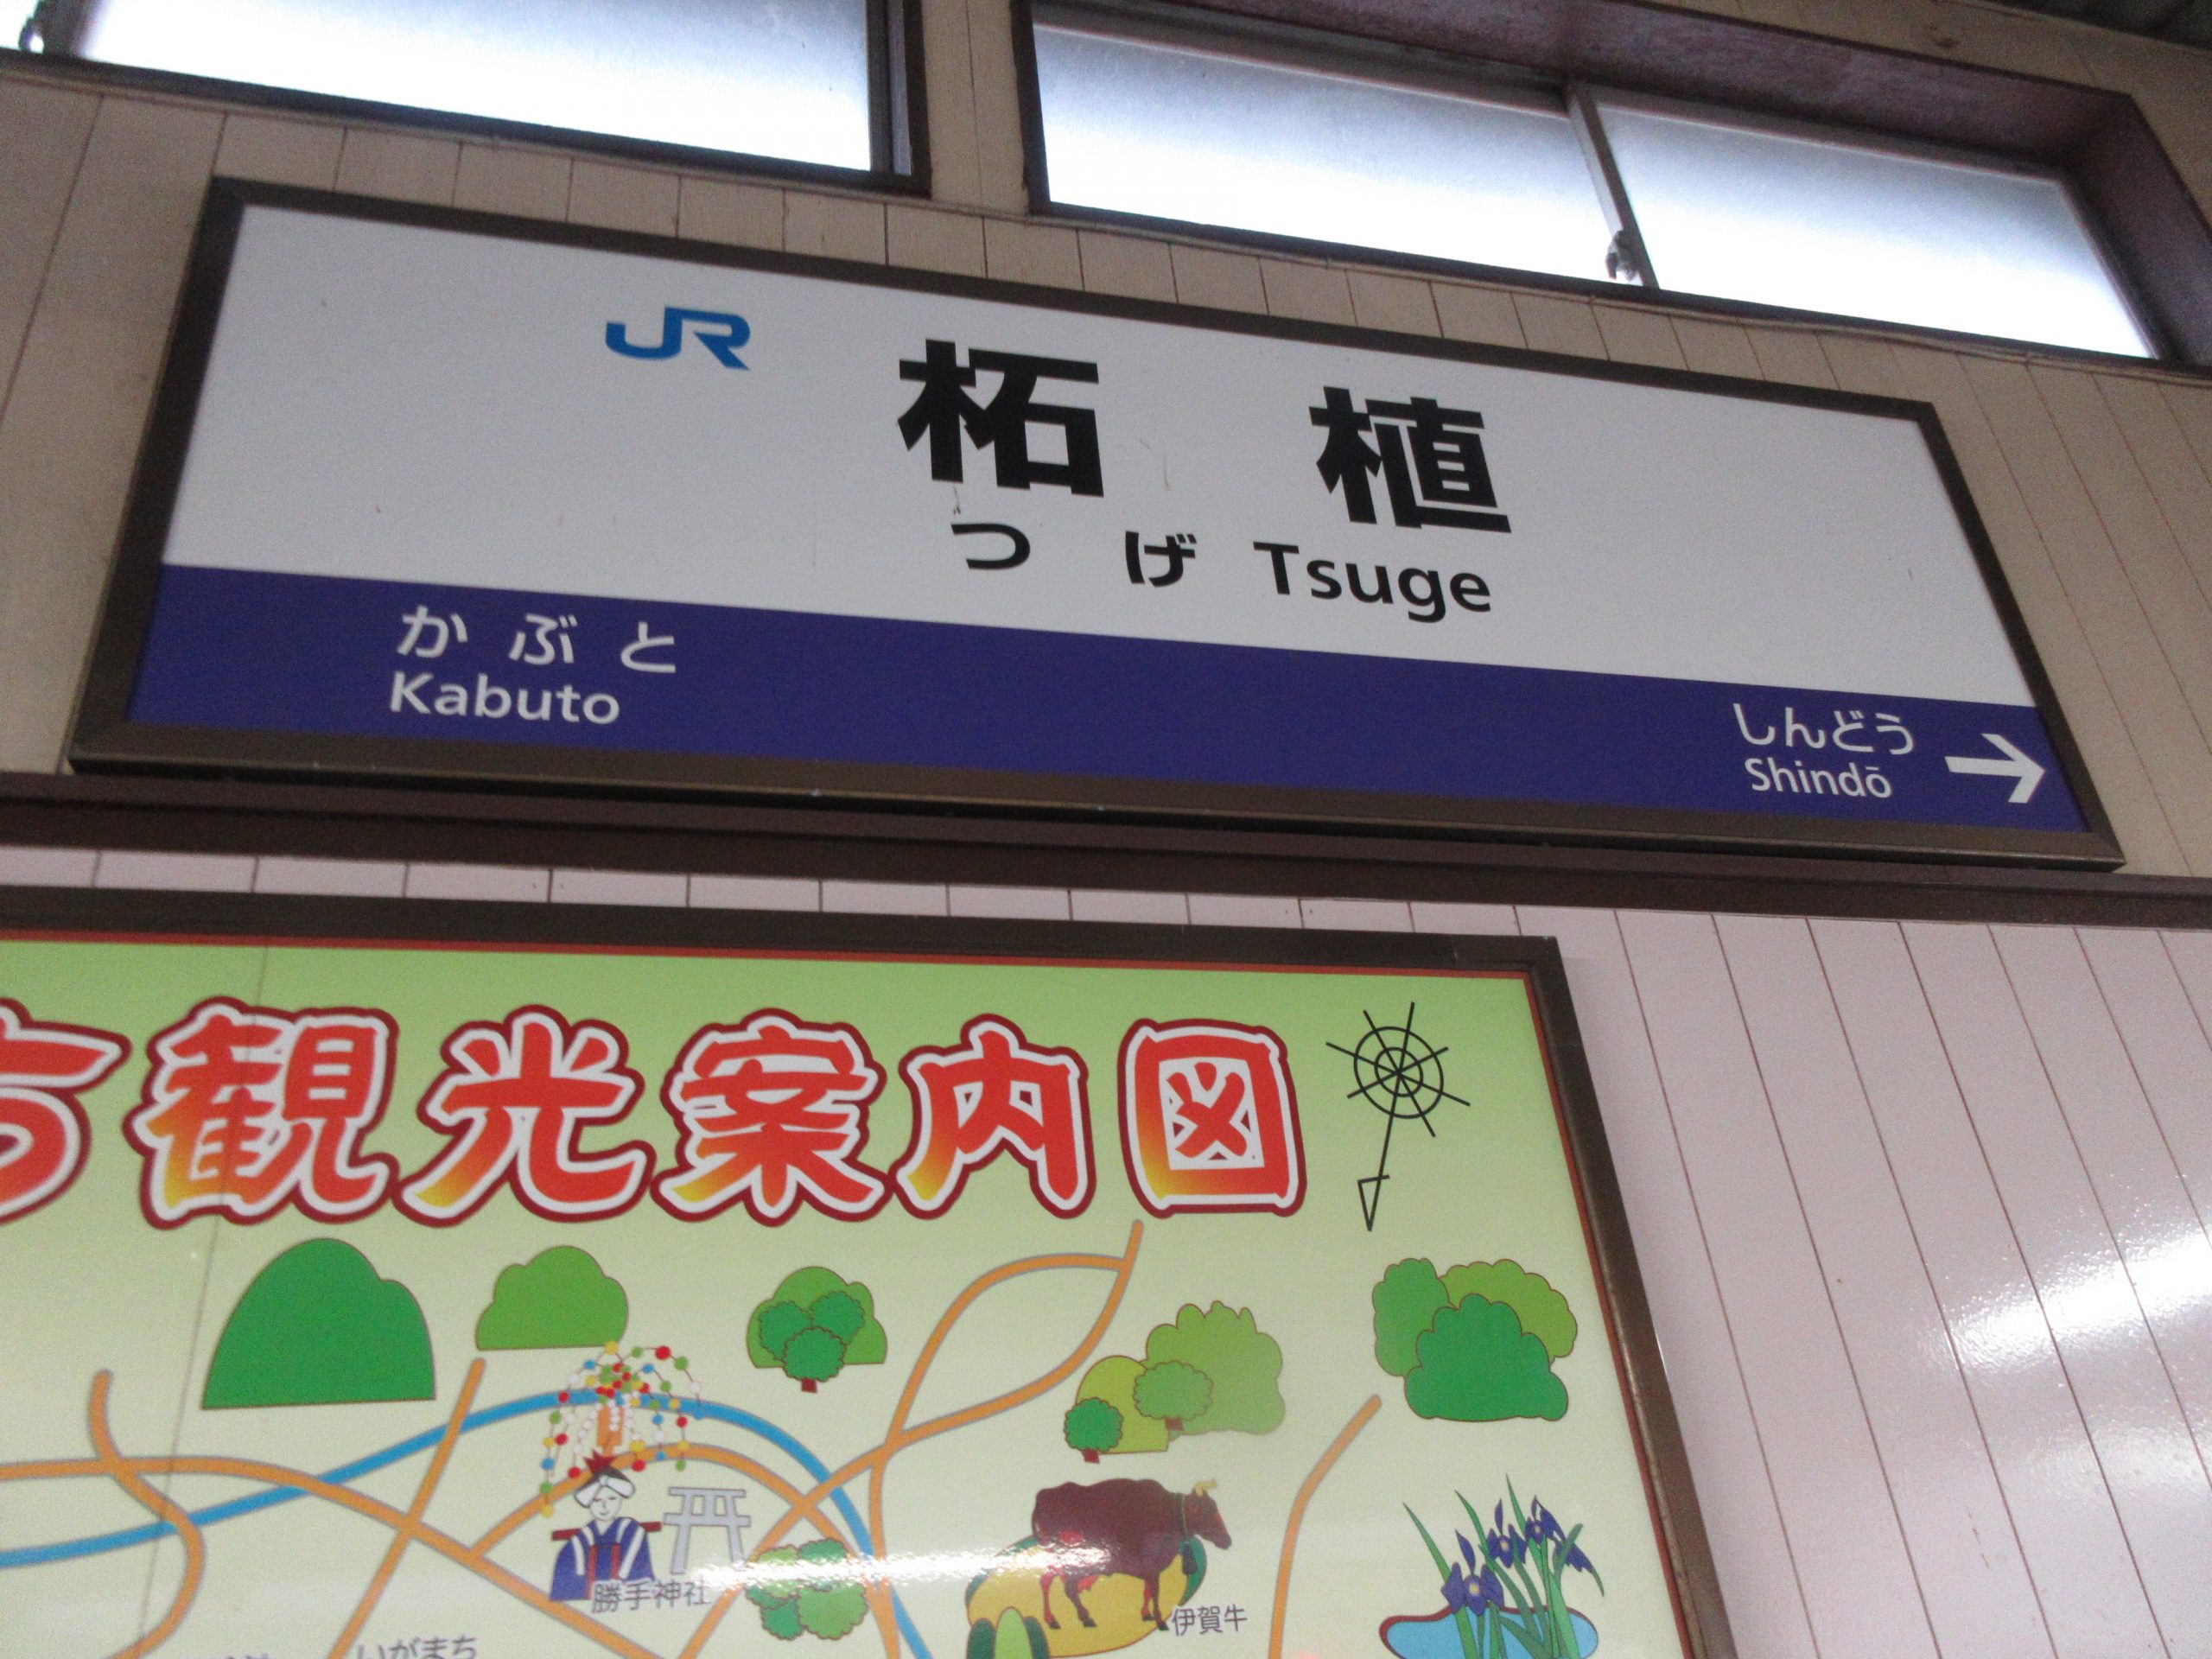 JR
柘植
つげ Tsuge
かぶと
Kabuto
しんどう
Shindō →
観光案内図
勝手神社
伊賀牛
いがまち